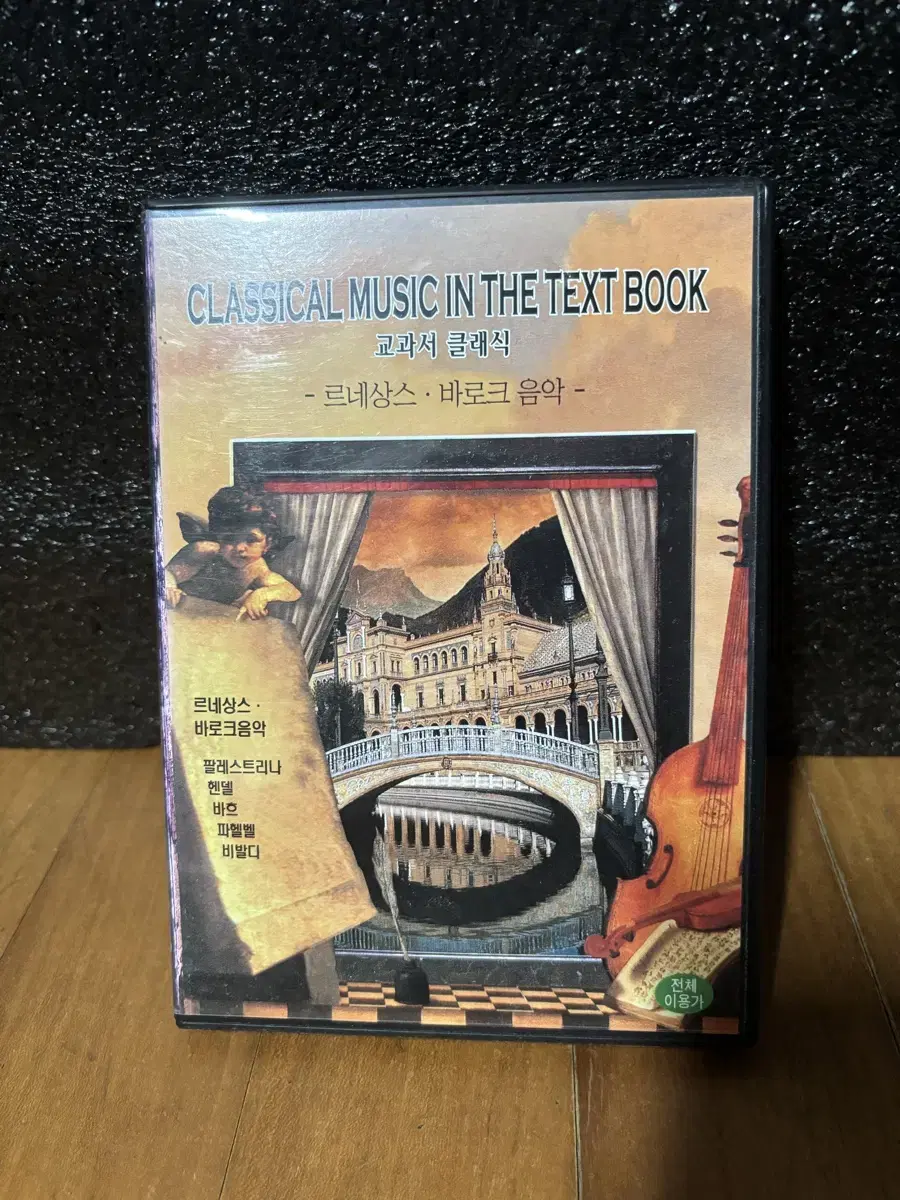 CLASSICAL MUSIC IN THE TEXT BOOK
교과서 클래식
- 르네상스 · 바로크 음악 -
르네상스 ·
바로크음악
팔레스트리나
헨델
바흐
파헬벨
비발디
전체
이용가